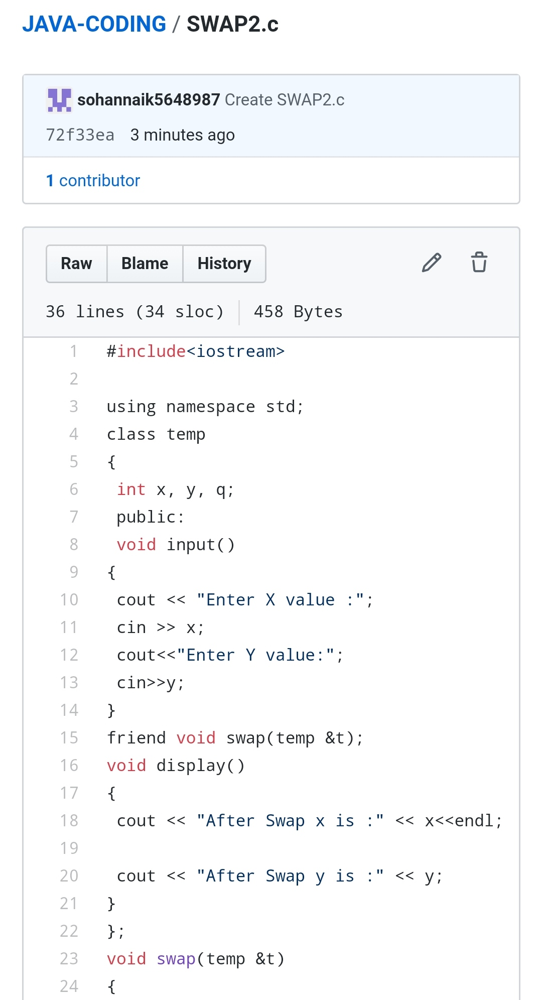 JAVA-CODING / SWAP2.c
sohannaik5648987 Create SWAP2.c
72f33ea 3 minutes ago
1 contributor
Raw Blame History
36 lines (34 sloc) 458 Bytes
1 #include<iostream>
2
3 using namespace std;
4 class temp
5 {
6  int x, y, q;
7  public:
8  void input()
9 {
10  cout << "Enter X value :";
11  cin >> x;
12  cout<<"Enter Y value:";
13  cin>>y;
14 }
15 friend void swap(temp &t);
16 void display()
17 {
18  cout << "After Swap x is :" << x<<endl;
19
20  cout << "After Swap y is :" << y;
21 }
22 };
23 void swap(temp &t)
24 {